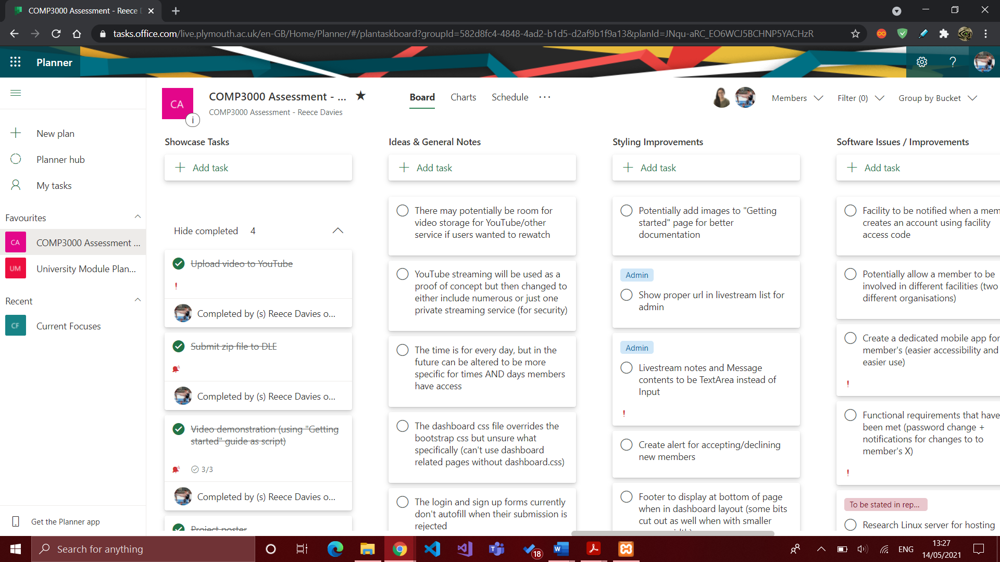 COMP3000 Assessment - Reece D
tasks.office.com/live.plymouth.ac.uk/en-GB/Home/Planner/#/plantaskboard?groupId=582d8fc4-4848-4ad2-b1d5-d2af9b1f9a13&planId=JNqu-aRC_EO6WCJ5BCHNP5YACHzR
Planner
?
CA
i
COMP3000 Assessment - ...
COMP3000 Assessment - Reece Davies
Board
Charts
Schedule
...
Members
Filter (0)
Group by Bucket
New plan
Planner hub
My tasks
Favourites
CA
COMP3000 Assessment ...
UM
University Module Plan...
Recent
CF
Current Focuses
Get the Planner app
Showcase Tasks
Add task
Hide completed 4
Upload video to YouTube
!
Completed by (s) Reece Davies o...
Submit zip file to DLE
Completed by (s) Reece Davies o...
Video demonstration (using "Getting
started" guide as script)
3/3
Completed by (s) Reece Davies o...
Project poster
Ideas & General Notes
Add task
There may potentially be room for
video storage for YouTube/other
service if users wanted to rewatch
YouTube streaming will be used as a
proof of concept but then changed to
either include numerous or just one
private streaming service (for security)
The time is for every day, but in the
future can be altered to be more
specific for times AND days members
have access
The dashboard css file overrides the
bootstrap css but unsure what
specifically (can't use dashboard
related pages without dashboard.css)
The login and sign up forms currently
don't autofill when their submission is
rejected
Styling Improvements
Add task
Potentially add images to "Getting
started" page for better
documentation
Admin
Show proper url in livestream list for
admin
Admin
Livestream notes and Message
contents to be TextArea instead of
Input
!
Create alert for accepting/declining
new members
Footer to display at bottom of page
when in dashboard layout (some bits
cut out as well when with smaller
Software Issues / Improvements
Add task
Facility to be notified when a mem
creates an account using facility
access code
Potentially allow a member to be
involved in different facilities (two
different organisations)
Create a dedicated mobile app for
member's (easier accessibility and
easier use)
!
Functional requirements that have
been met (password change +
notifications for changes to to
member's X)
!
To be stated in rep...
Research Linux server for hosting
Search for anything
18
ENG
13:27
14/05/2021